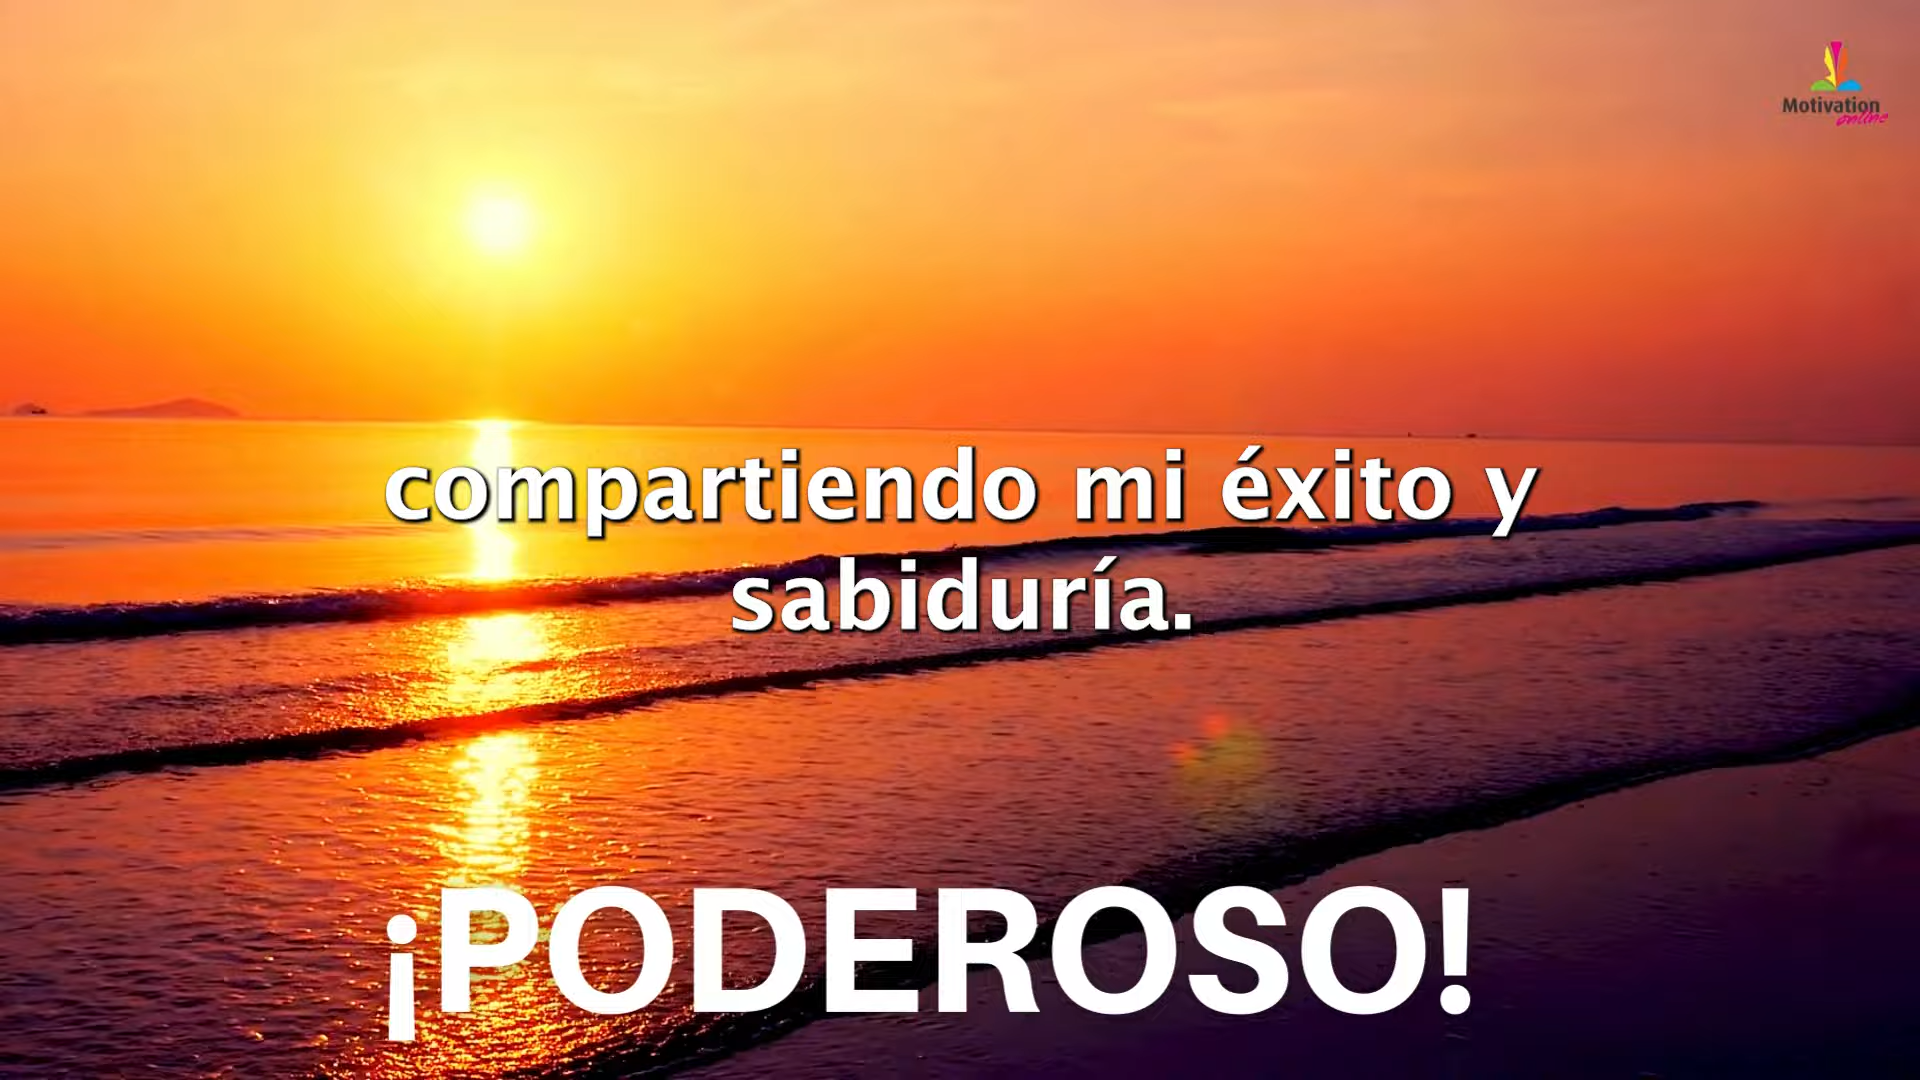 Motivation
online
compartiendo mi éxito y
sabiduría.
¡PODEROSO!